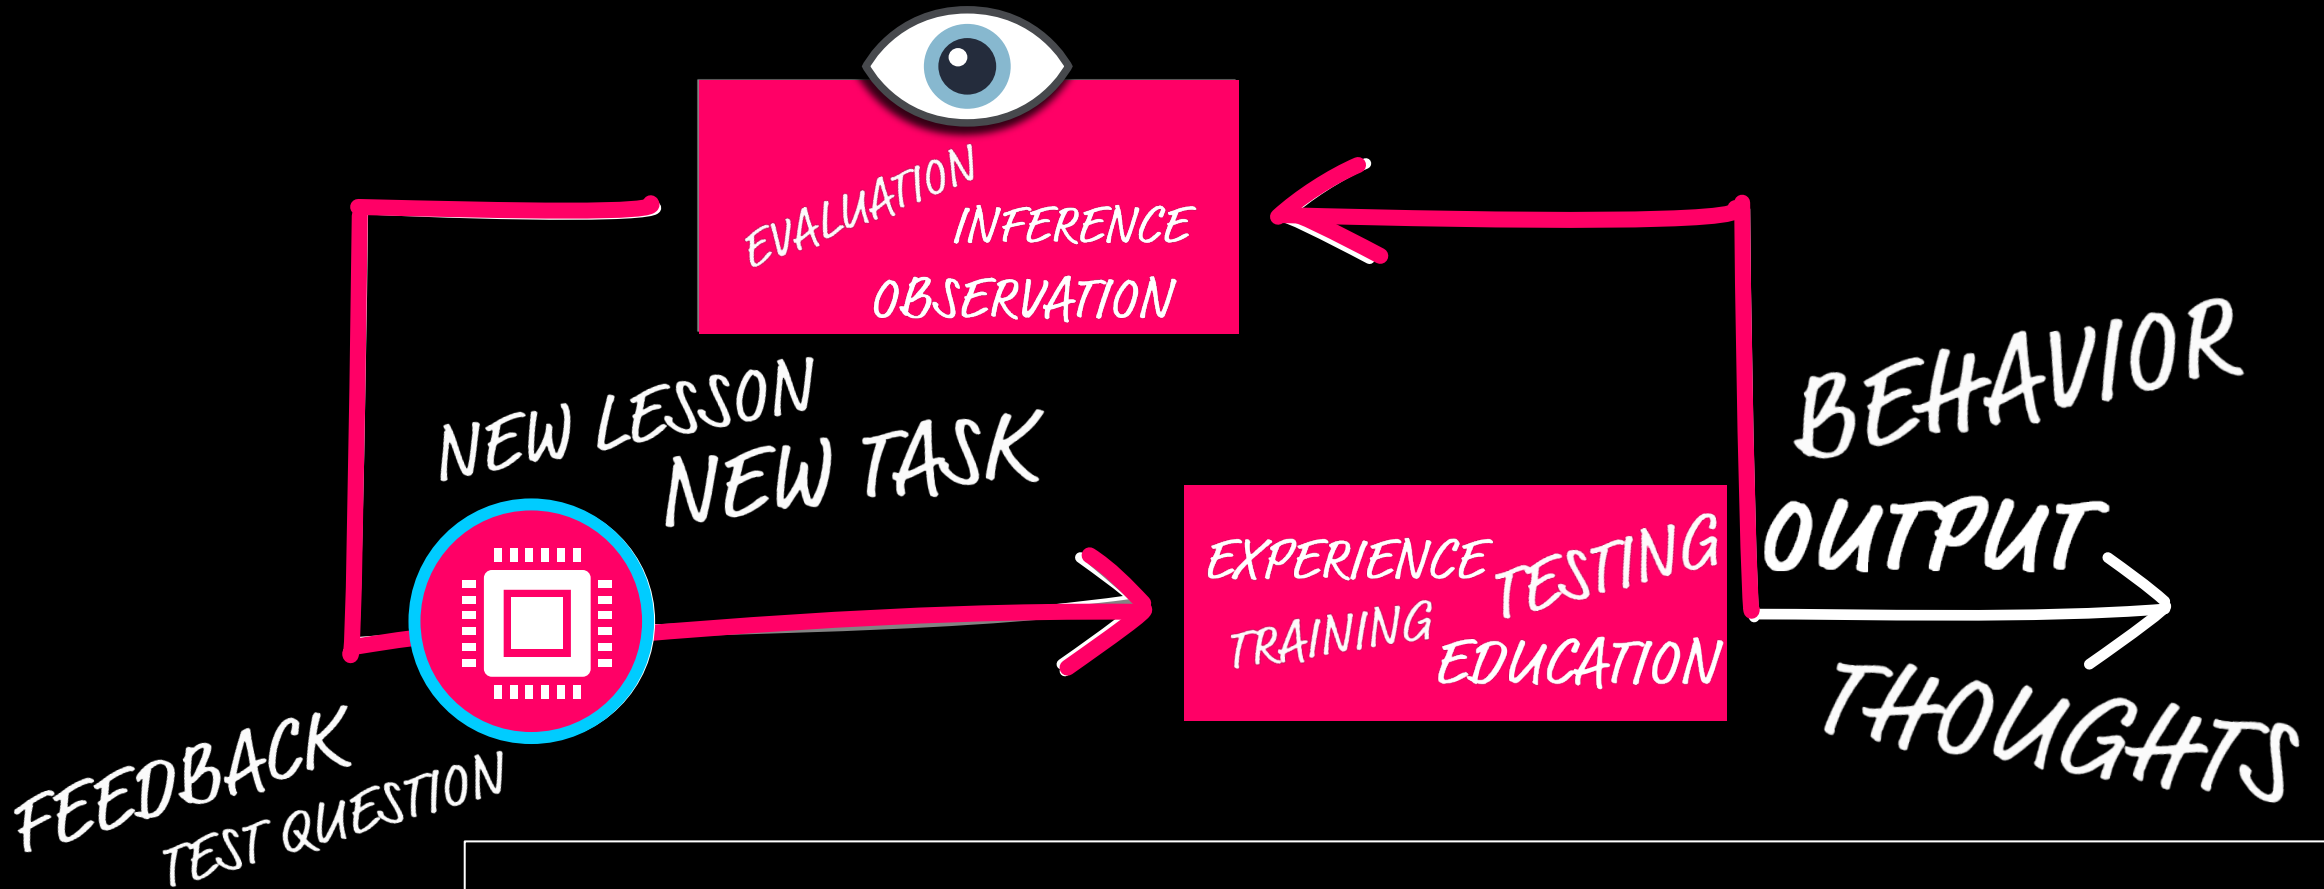 EVALUATION
INFERENCE
OBSERVATION
NEW LESSON
NEW TASK
BEHAVIOR
OUTPUT
THOUGHTS
EXPERIENCE
TESTING
TRAINING
EDUCATION
FEEDBACK
TEST QUESTION